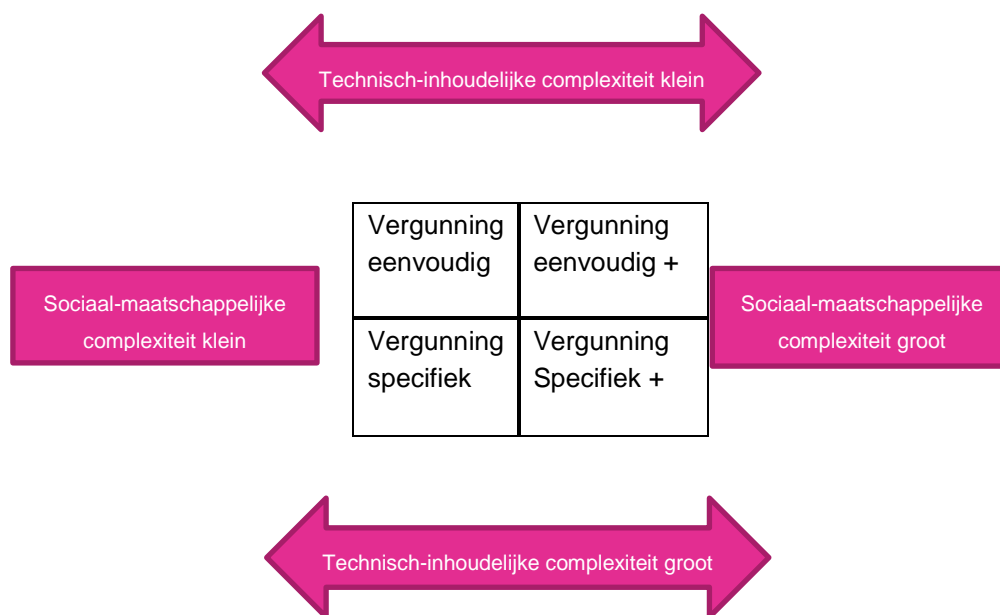 Technisch-inhoudelijke complexiteit klein
Vergunning
eenvoudig
Vergunning
eenvoudig +
Sociaal-maatschappelijke
complexiteit klein
Sociaal-maatschappelijke
complexiteit groot
Vergunning
specifiek
Vergunning
Specifiek +
Technisch-inhoudelijke complexiteit groot